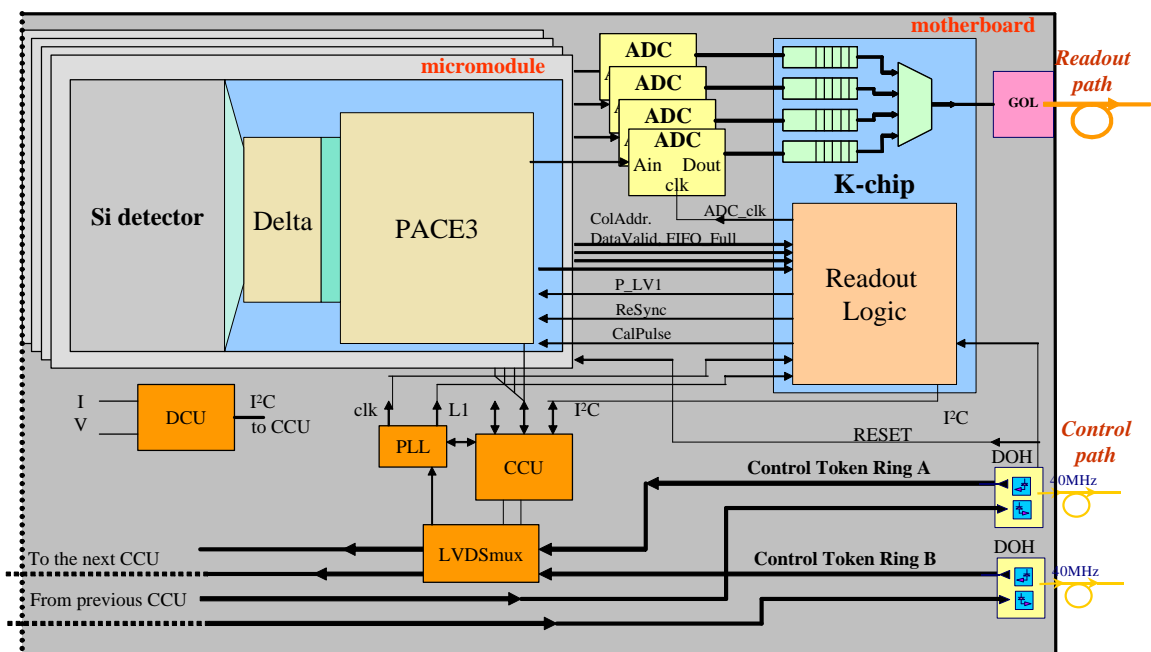 motherboard
micromodule
ADC
A
ADC
A
ADC
A
ADC
Ain Dout
clk
Readout
path
GOL
K-chip
Si detector
Delta
PACE3
ColAddr.
ADC_clk
DataValid, FIFO_Full
Readout
Logic
P_LV1
ReSync
CalPulse
I
V
DCU
I²C
to CCU
clk
L1
I²C
I²C
PLL
CCU
RESET
Control
path
DOH
40MHz
Control Token Ring A
LVDSmux
To the next CCU
Control Token Ring B
DOH
40MHz
From previous CCU